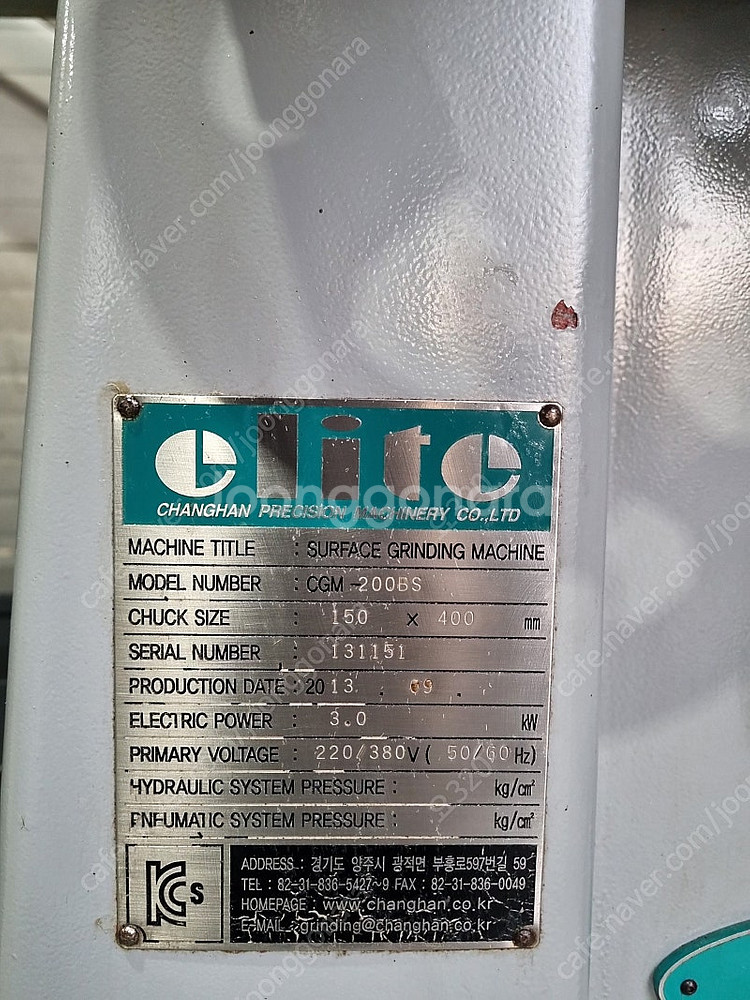 elite
CHANGHAN PRECISION MACHINERY CO.,LTD
MACHINE TITLE : SURFACE GRINDING MACHINE
MODEL NUMBER : CGM-200BS
CHUCK SIZE : 150 × 400 mm
SERIAL NUMBER : 131151
PRODUCTION DATE : 2013 . 09 .
ELECTRIC POWER : 3.0 kW
PRIMARY VOLTAGE : 220/380V ( 50/60 Hz)
HYDRAULIC SYSTEM PRESSURE : kg/cm²
PNEUMATIC SYSTEM PRESSURE : kg/cm²
KCs
ADDRESS : 경기도 양주시 광적면 부흥로597번길 59
TEL : 82-31-836-5427~9 FAX : 82-31-836-0049
HOMEPAGE : www.changhan.co.kr
E-MAIL : grinding@changhan.co.kr
joonggonara
cafe.naver.com/joonggonara